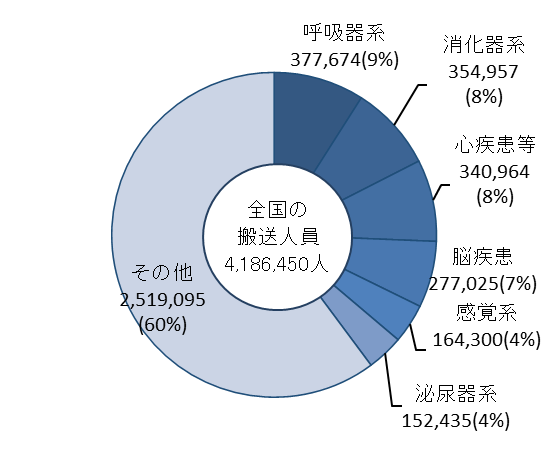 呼吸器系
377,674(9%)
消化器系
354,957
(8%)
心疾患等
340,964
(8%)
脳疾患
277,025(7%)
感覚系
164,300(4%)
泌尿器系
152,435(4%)
その他
2,519,095
(60%)
全国の
搬送人員
4,186,450人